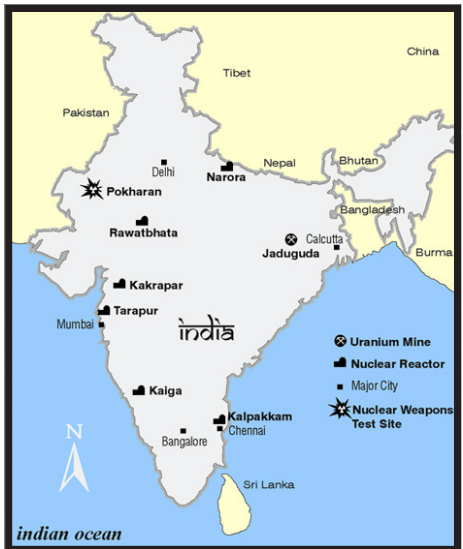 China
Tibet
Pakistan
Delhi
Nepal
Bhutan
Narora
Pokharan
Bangladesh
Rawatbhata
Calcutta
Jaduguda
Burma
Kakrapar
Tarapur
Mumbai
india
Uranium Mine
Nuclear Reactor
Major City
Nuclear Weapons
Test Site
Kaiga
Kalpakkam
Chennai
Bangalore
N
Sri Lanka
indian ocean